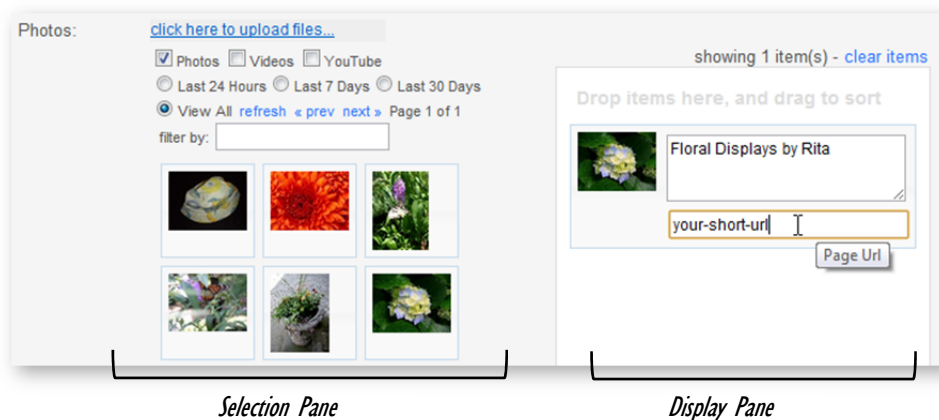 Photos:
click here to upload files...
Photos Videos YouTube
Last 24 Hours Last 7 Days Last 30 Days
View All refresh « prev next » Page 1 of 1
filter by:
showing 1 item(s) - clear items
Drop items here, and drag to sort
Floral Displays by Rita
your-short-url
Page Url
Selection Pane
Display Pane